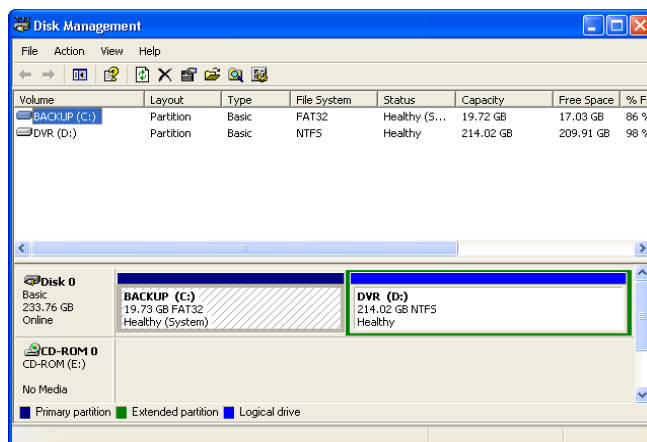 Disk Management
File Action View Help
Volume Layout Type File System Status Capacity Free Space % F
BACKUP (C:) Partition Basic FAT32 Healthy (S... 19.72 GB 17.03 GB 86 %
DVR (D:) Partition Basic NTFS Healthy 214.02 GB 209.91 GB 98 %
Disk 0
Basic
233.76 GB
Online
BACKUP (C:)
19.73 GB FAT32
Healthy (System)
DVR (D:)
214.02 GB NTFS
Healthy
CD-ROM 0
CD-ROM (E:)
No Media
Primary partition Extended partition Logical drive